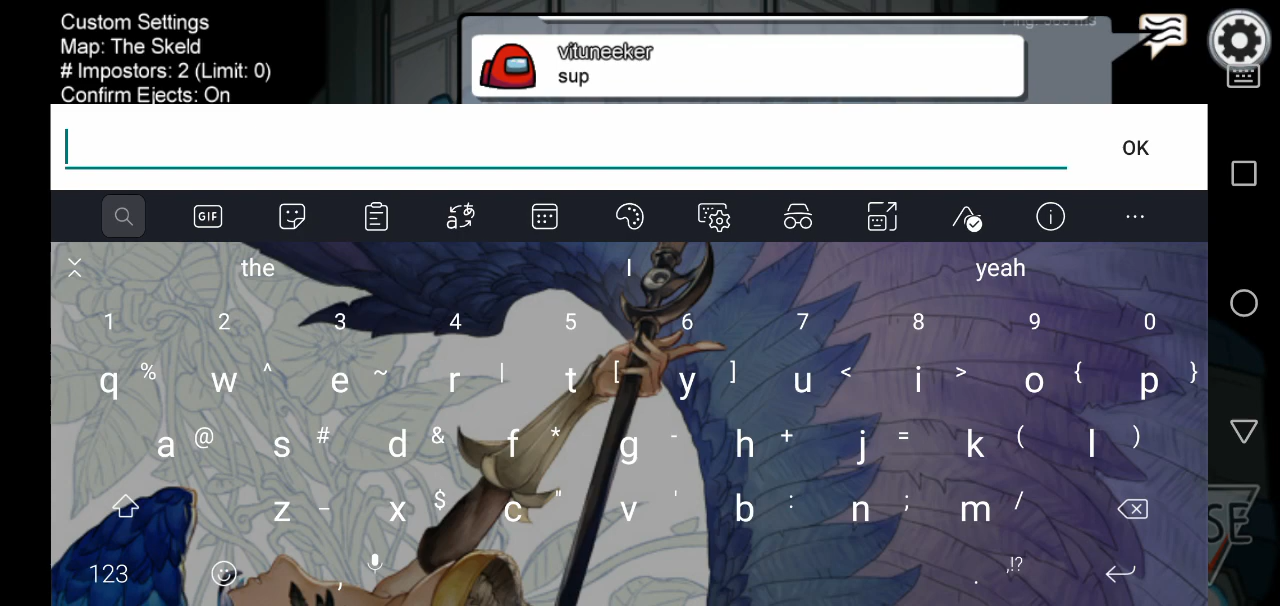 Custom Settings
Map: The Skeld
# Impostors: 2 (Limit: 0)
Confirm Ejects: On
vituneeker
sup
OK
GIF
the I yeah
1 2 3 4 5 6 7 8 9 0
q % w ^ e ~ r | t [ y ] u < i > o { p }
a @ s # d & f * g - h + j = k ( l )
z _ x $ c " v ' b : n ; m /
123 , . ,!?